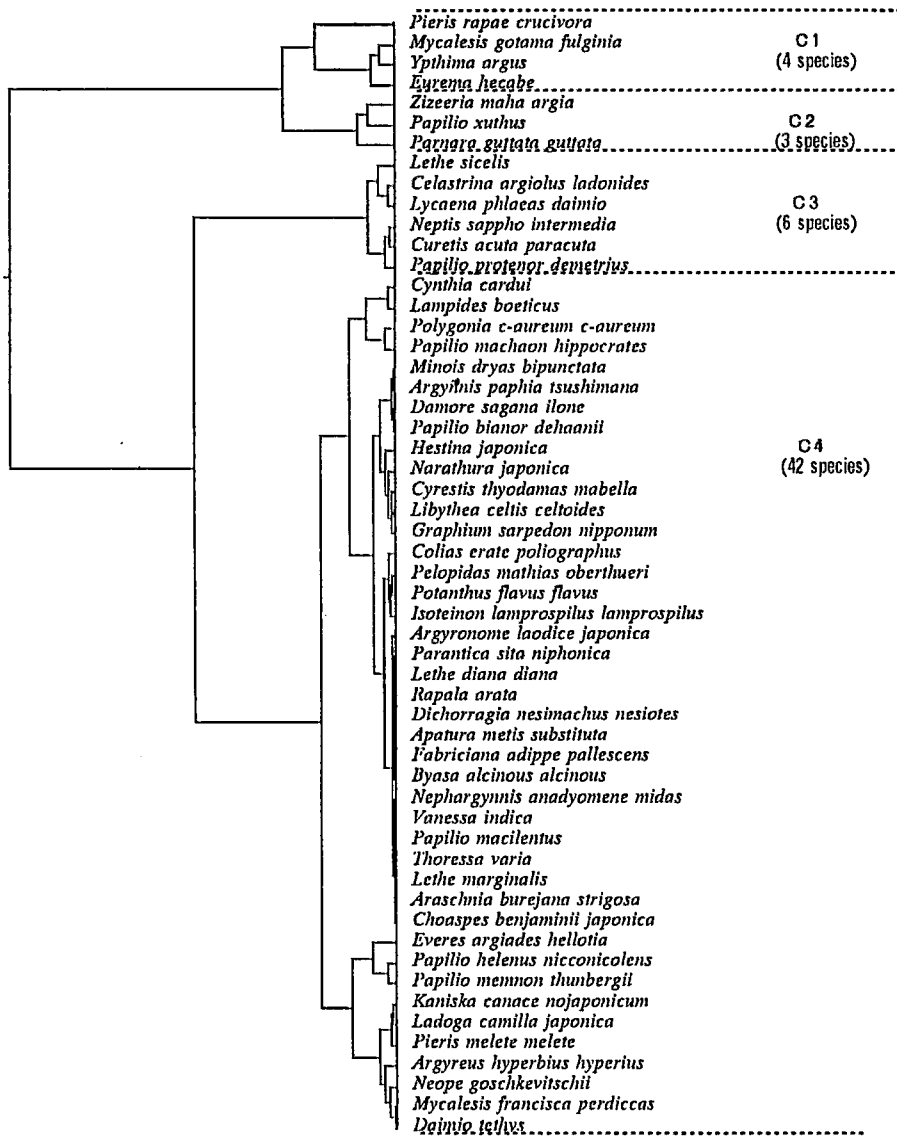 Pieris rapae crucivora
Mycalesis gotama fulginia
Ypthima argus
Eurema hecabe
C1
(4 species)
Zizeeria maha argia
Papilio xuthus
Parnara guttata guttata
C2
(3 species)
Lethe sicelis
Celastrina argiolus ladonides
Lycaena phlaeas daimio
Neptis sappho intermedia
Curetis acuta paracuta
Papilio protenor demetrius
C3
(6 species)
Cynthia cardui
Lampides boeticus
Polygonia c-aureum c-aureum
Papilio machaon hippocrates
Minois dryas bipunctata
Argyinnis paphia tsushimana
Damore sagana ilone
Papilio bianor dehaanii
Hestina japonica
Narathura japonica
Cyrestis thyodamas mabella
Libythea celtis celtoides
Graphium sarpedon nipponum
Colias erate poliographus
Pelopidas mathias oberthueri
Potanthus flavus flavus
Isoteinon lamprospilus lamprospilus
Argyronome laodice japonica
Parantica sita niphonica
Lethe diana diana
Rapala arata
Dichorragia nesimachus nesiotes
Apatura metis substituta
Fabriciana adippe pallescens
Byasa alcinous alcinous
Nephargynnis anadyomene midas
Vanessa indica
Papilio macilentus
Thoressa varia
Lethe marginalis
Araschnia burejana strigosa
Choaspes benjaminii japonica
Everes argiades hellotia
Papilio helenus nicconicolens
Papilio memnon thunbergii
Kaniska canace nojaponicum
Ladoga camilla japonica
Pieris melete melete
Argyreus hyperbius hyperius
Neope goschkevitschii
Mycalesis francisca perdiccas
Daimio tethys
C4
(42 species)